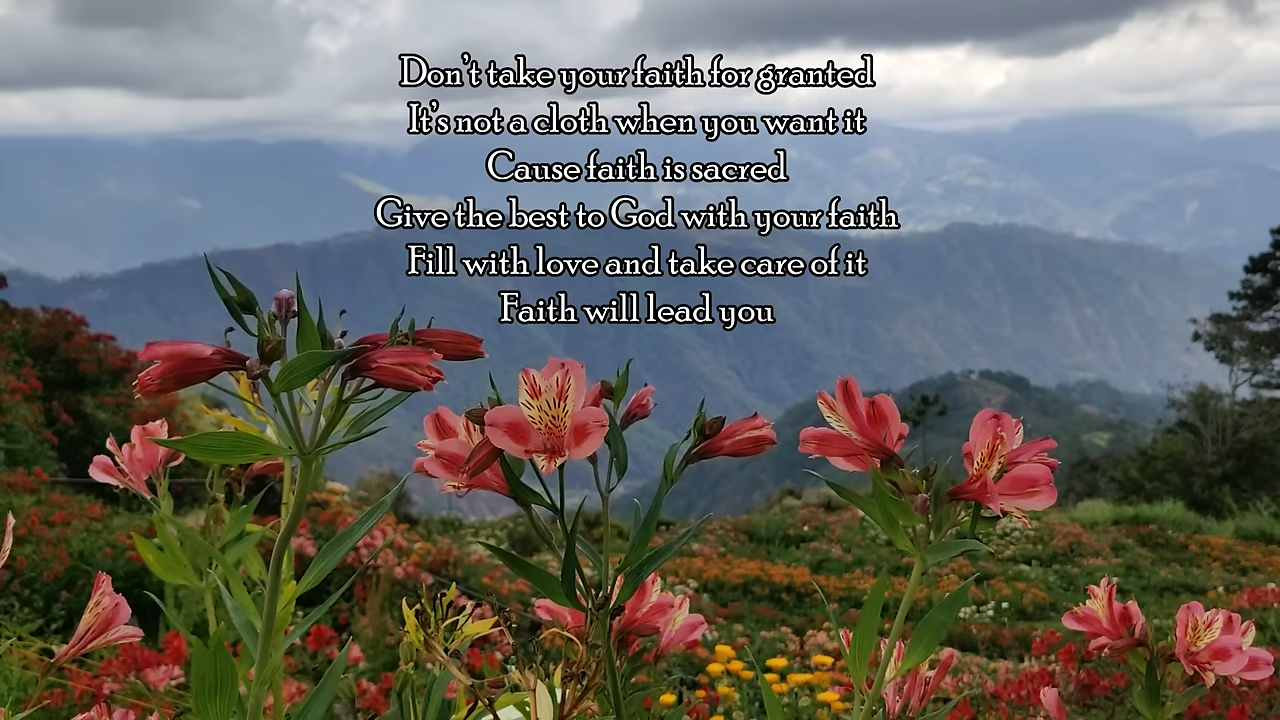 Don't take your faith for granted
It's not a cloth when you want it
Cause faith is sacred
Give the best to God with your faith
Fill with love and take care of it
Faith will lead you